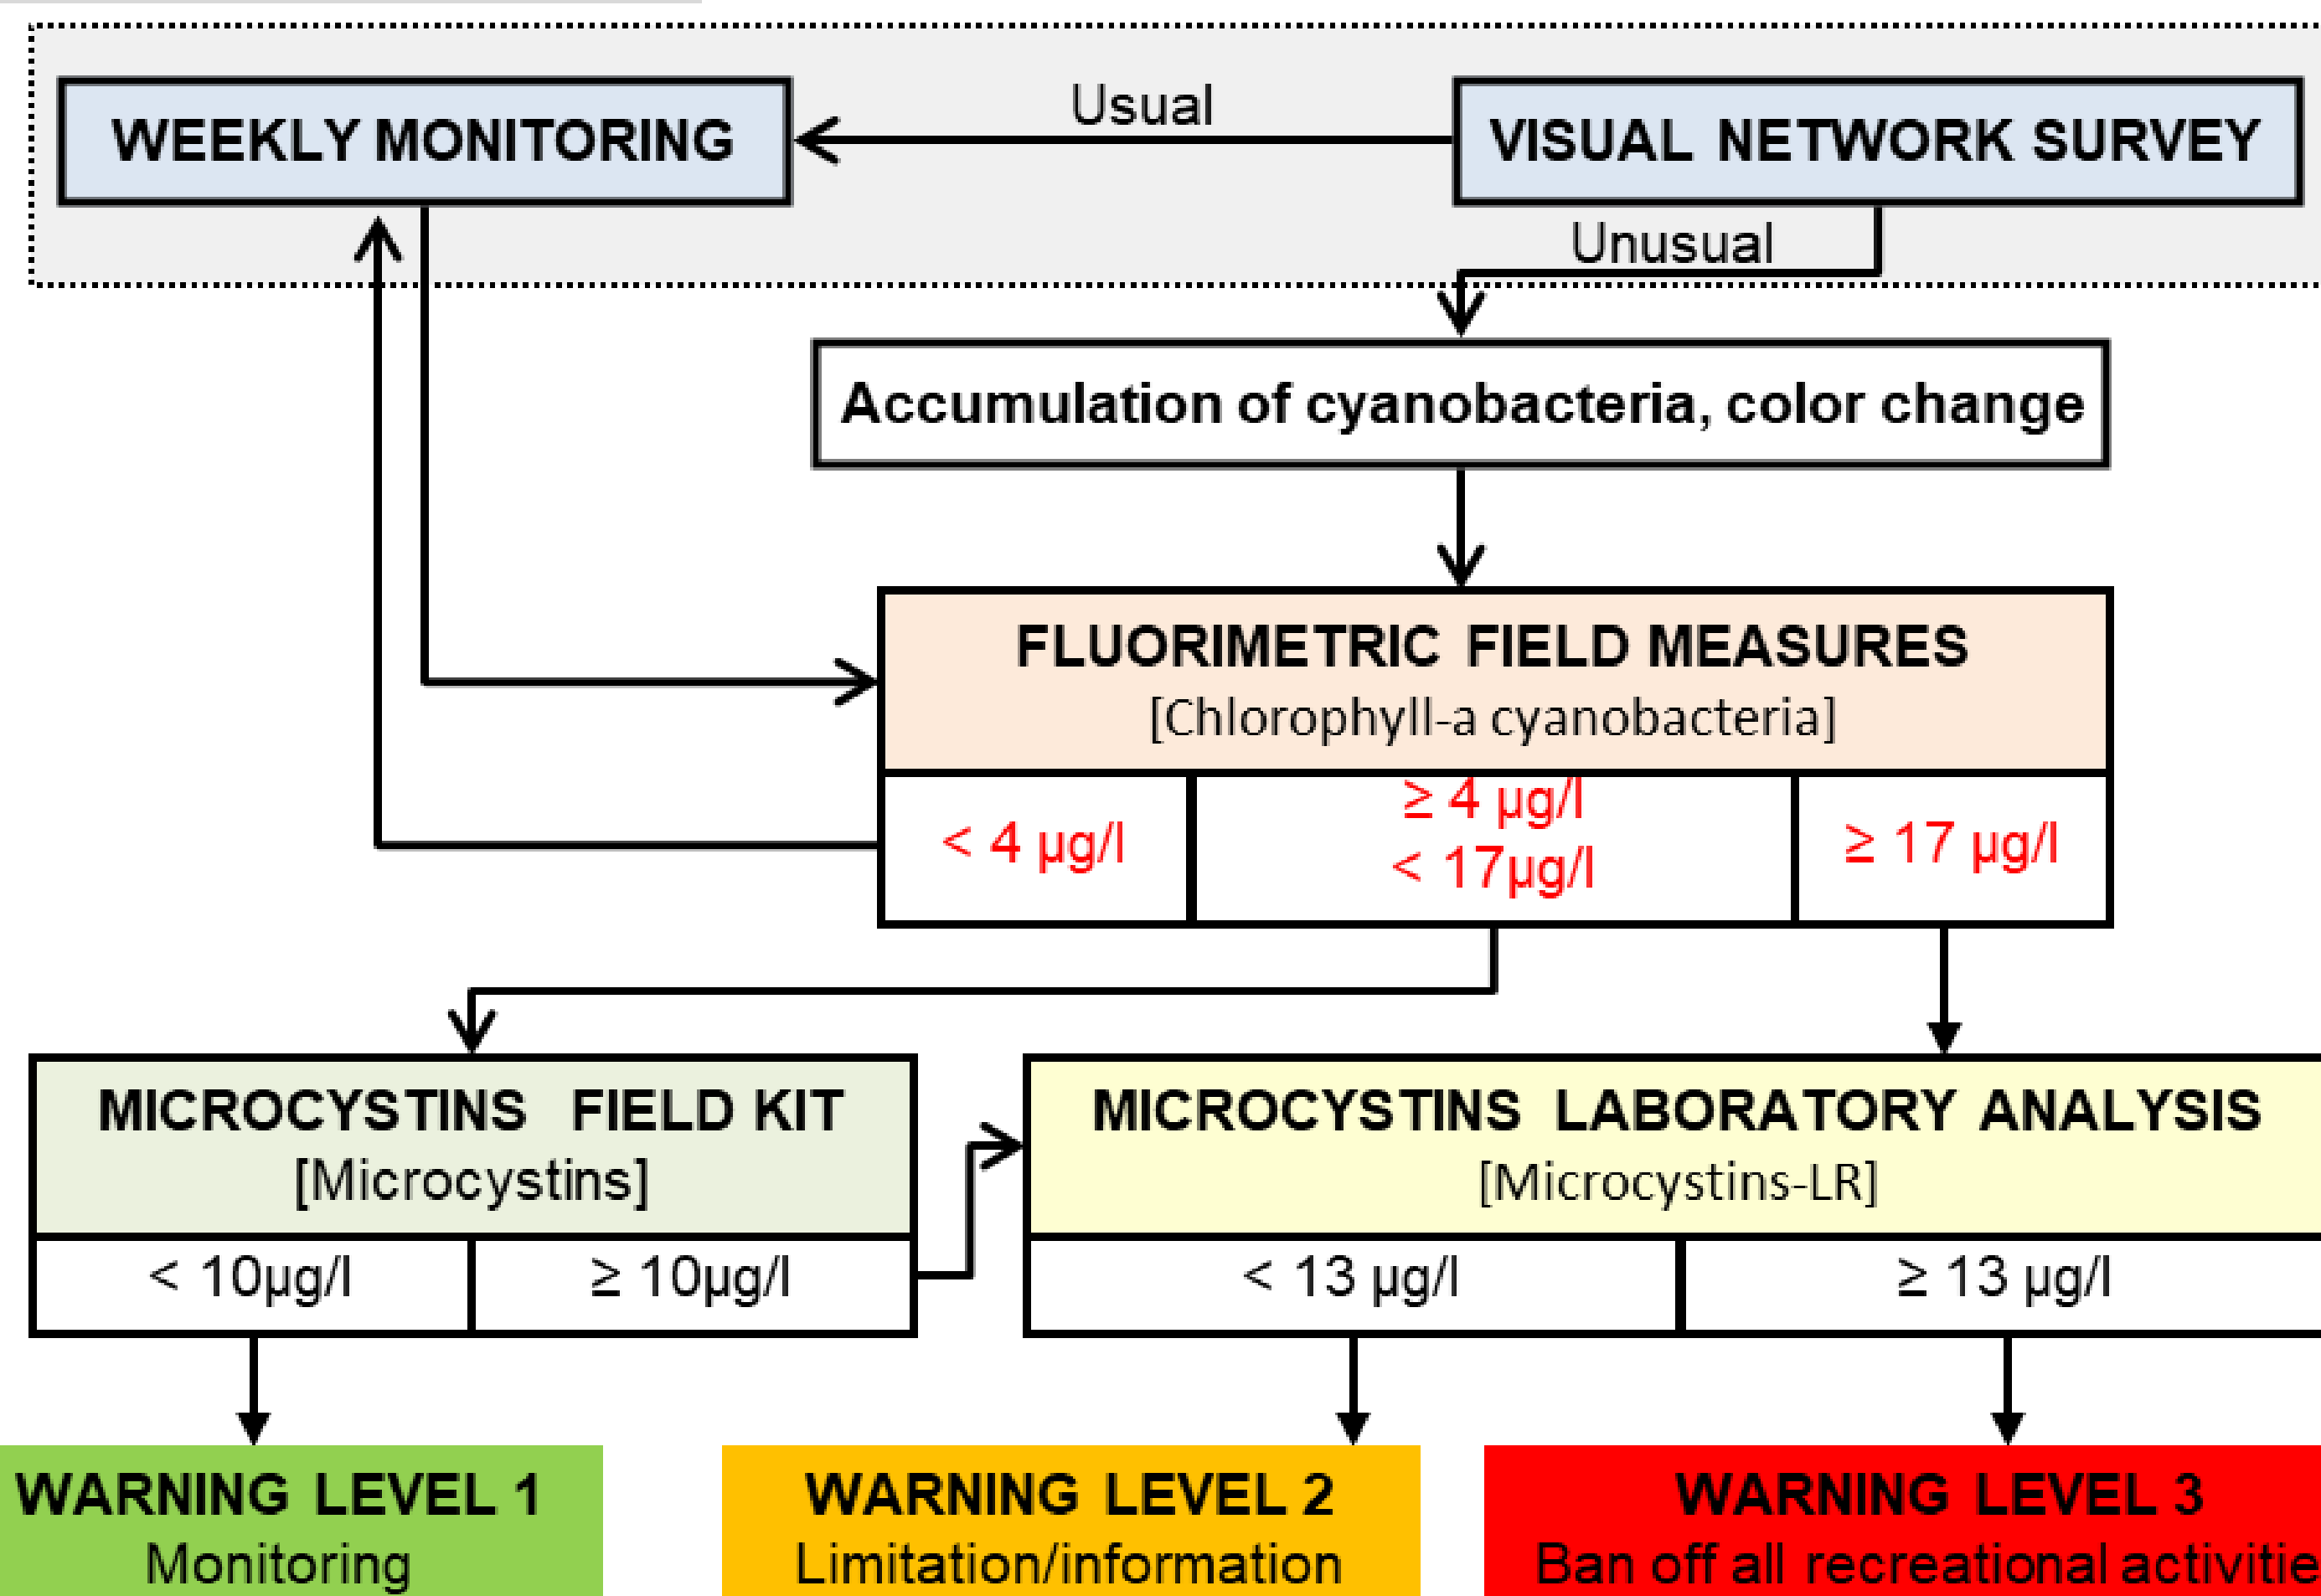 WEEKLY MONITORING
Usual
VISUAL NETWORK SURVEY
Unusual
Accumulation of cyanobacteria, color change
FLUORIMETRIC FIELD MEASURES
[Chlorophyll-a cyanobacteria]
< 4 µg/l
≥ 4 µg/l
< 17µg/l
≥ 17 µg/l
MICROCYSTINS FIELD KIT
[Microcystins]
< 10µg/l
≥ 10µg/l
MICROCYSTINS LABORATORY ANALYSIS
[Microcystins-LR]
< 13 µg/l
≥ 13 µg/l
WARNING LEVEL 1
Monitoring
WARNING LEVEL 2
Limitation/information
WARNING LEVEL 3
Ban off all recreational activitie